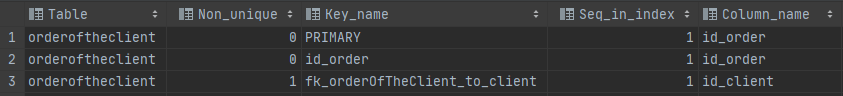 Table Non_unique Key_name Seq_in_index Column_name
1 orderoftheclient 0 PRIMARY 1 id_order
2 orderoftheclient 0 id_order 1 id_order
3 orderoftheclient 1 fk_orderOfTheClient_to_client 1 id_client